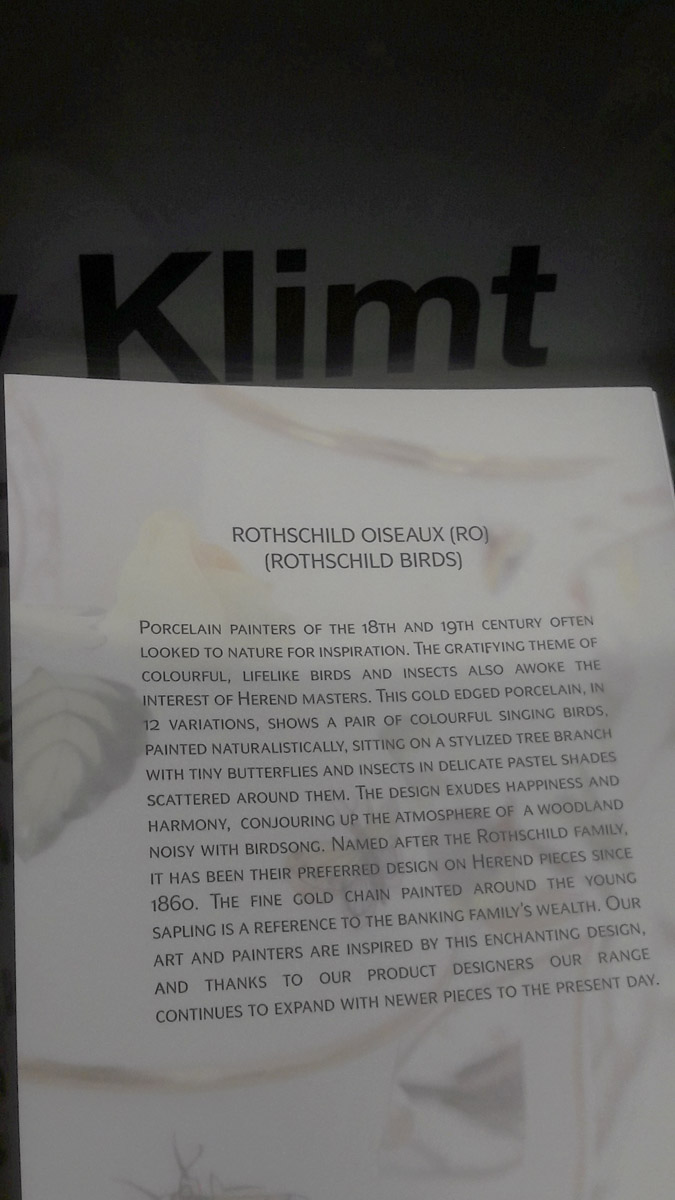 Klimt
ROTHSCHILD OISEAUX (RO)
(ROTHSCHILD BIRDS)
PORCELAIN PAINTERS OF THE 18TH AND 19TH CENTURY OFTEN
LOOKED TO NATURE FOR INSPIRATION. THE GRATIFYING THEME OF
COLOURFUL, LIFELIKE BIRDS AND INSECTS ALSO AWOKE THE
INTEREST OF HEREND MASTERS. THIS GOLD EDGED PORCELAIN, IN
12 VARIATIONS, SHOWS A PAIR OF COLOURFUL SINGING BIRDS,
PAINTED NATURALISTICALLY, SITTING ON A STYLIZED TREE BRANCH
WITH TINY BUTTERFLIES AND INSECTS IN DELICATE PASTEL SHADES
SCATTERED AROUND THEM. THE DESIGN EXUDES HAPPINESS AND
HARMONY, CONJOURING UP THE ATMOSPHERE OF A WOODLAND
NOISY WITH BIRDSONG. NAMED AFTER THE ROTHSCHILD FAMILY,
IT HAS BEEN THEIR PREFERRED DESIGN ON HEREND PIECES SINCE
1860. THE FINE GOLD CHAIN PAINTED AROUND THE YOUNG
SAPLING IS A REFERENCE TO THE BANKING FAMILY'S WEALTH. OUR
ART AND PAINTERS ARE INSPIRED BY THIS ENCHANTING DESIGN,
AND THANKS TO OUR PRODUCT DESIGNERS OUR RANGE
CONTINUES TO EXPAND WITH NEWER PIECES TO THE PRESENT DAY.